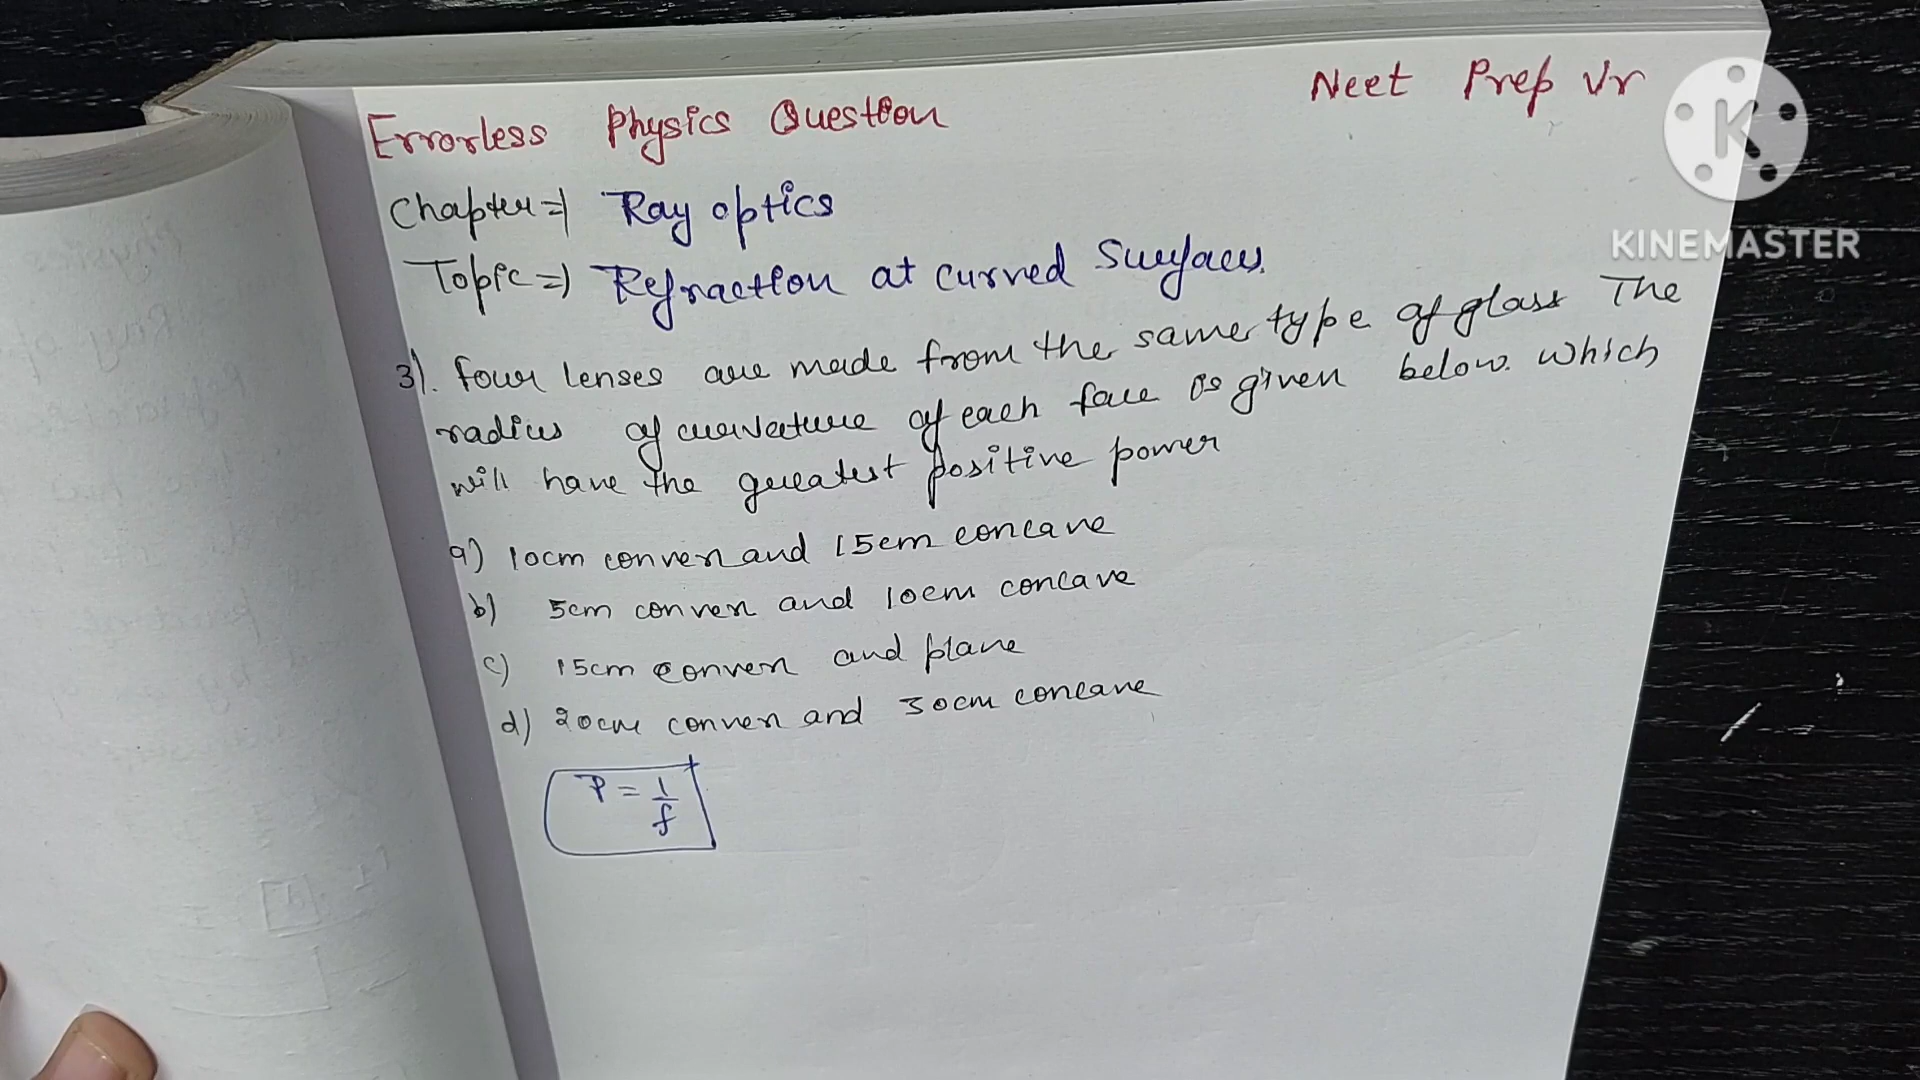 Errorless Physics Question
Neet Prep Vr
K
KINEMASTER
Chapter => Ray optics
Topic => Refraction at curved Surfaces.
3). four lenses are made from the same type of glass The
radius of curvature of each face is given below. which
will have the greatest positive power
a) 10cm convex and 15cm concave
b) 5cm convex and 10cm concave
c) 15cm convex and plane
d) 20cm convex and 30cm concave
P = 1/f